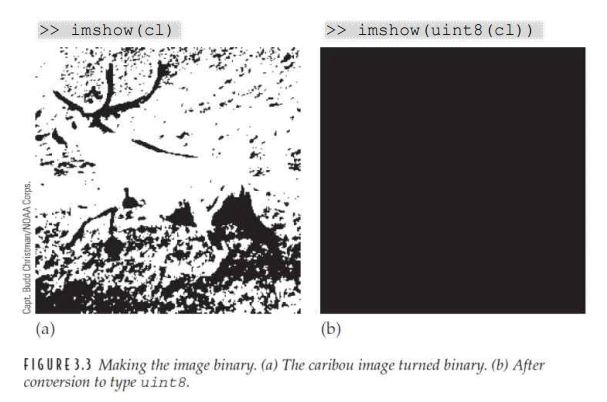 >> imshow(cl)
>> imshow(uint8(cl))
Capt. Budd Christman/NOAA Corps.
(a)
(b)
FIGURE 3.3 Making the image binary. (a) The caribou image turned binary. (b) After
conversion to type uint8.